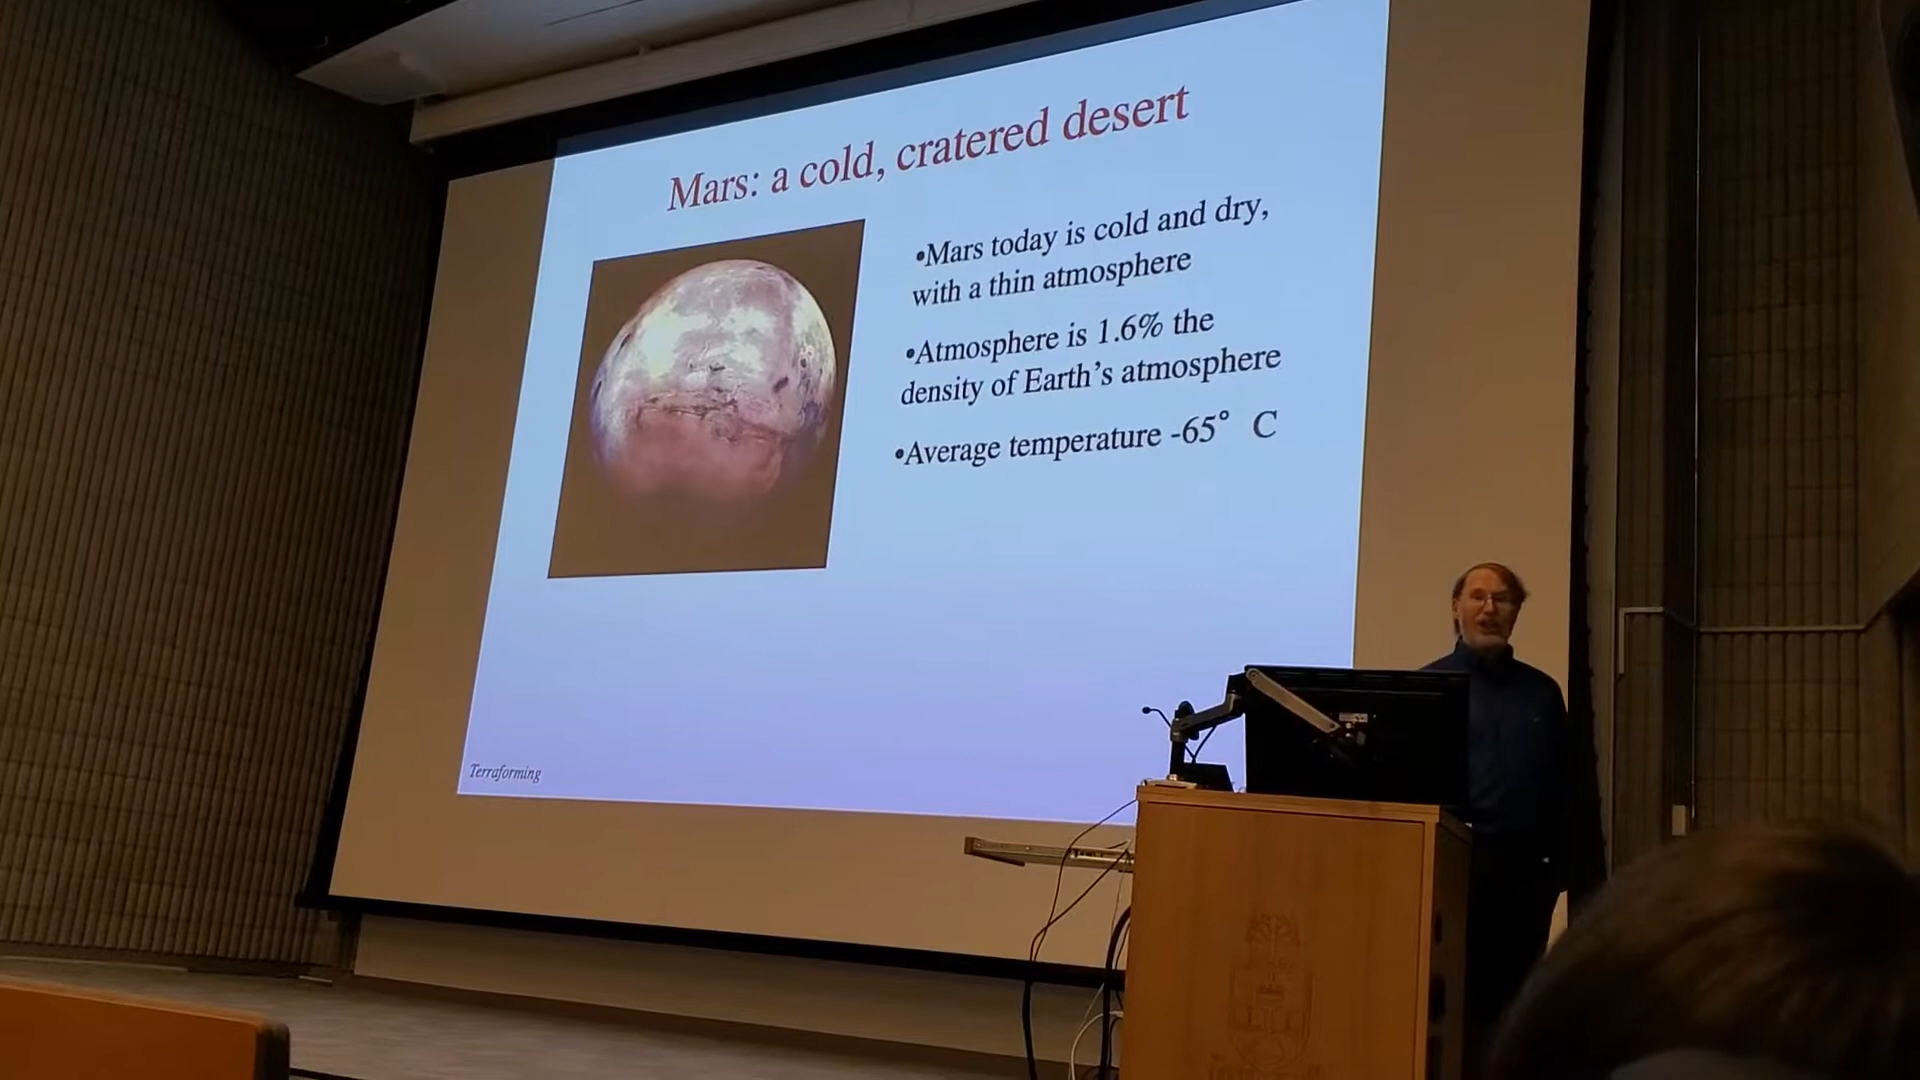 Mars: a cold, cratered desert
•Mars today is cold and dry,
with a thin atmosphere
•Atmosphere is 1.6% the
density of Earth’s atmosphere
•Average temperature -65° C
Terraforming